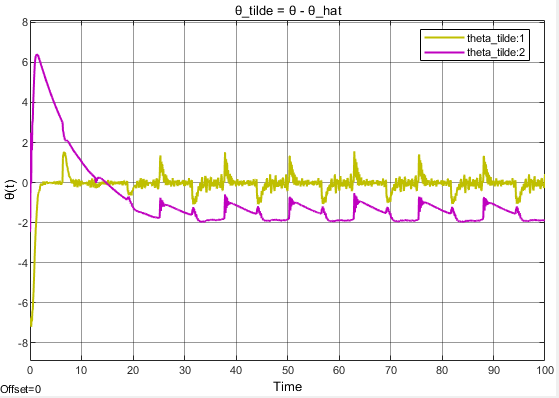 θ_tilde = θ - θ_hat
theta_tilde:1
theta_tilde:2
8
6
4
2
0
-2
-4
-6
-8
θ(t)
0 10 20 30 40 50 60 70 80 90 100
Time
Offset=0